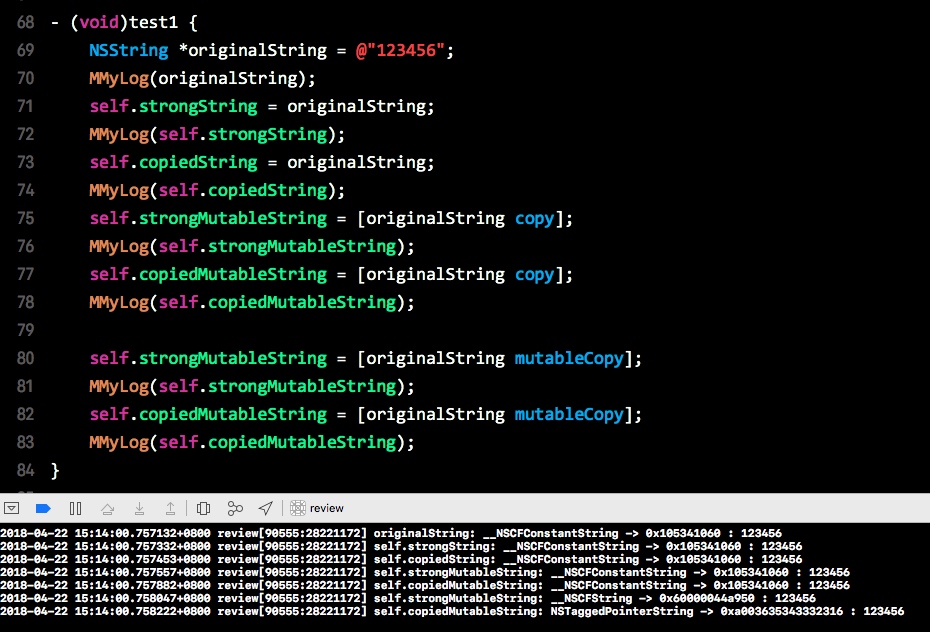 68 - (void)test1 {
69 NSString *originalString = @"123456";
70 MMyLog(originalString);
71 self.strongString = originalString;
72 MMyLog(self.strongString);
73 self.copiedString = originalString;
74 MMyLog(self.copiedString);
75 self.strongMutableString = [originalString copy];
76 MMyLog(self.strongMutableString);
77 self.copiedMutableString = [originalString copy];
78 MMyLog(self.copiedMutableString);
79
80 self.strongMutableString = [originalString mutableCopy];
81 MMyLog(self.strongMutableString);
82 self.copiedMutableString = [originalString mutableCopy];
83 MMyLog(self.copiedMutableString);
84 }
review
2018-04-22 15:14:00.757132+0800 review[90555:28221172] originalString: __NSCFConstantString -> 0x105341060 : 123456
2018-04-22 15:14:00.757332+0800 review[90555:28221172] self.strongString: __NSCFConstantString -> 0x105341060 : 123456
2018-04-22 15:14:00.757453+0800 review[90555:28221172] self.copiedString: __NSCFConstantString -> 0x105341060 : 123456
2018-04-22 15:14:00.757557+0800 review[90555:28221172] self.strongMutableString: __NSCFConstantString -> 0x105341060 : 123456
2018-04-22 15:14:00.757882+0800 review[90555:28221172] self.copiedMutableString: __NSCFConstantString -> 0x105341060 : 123456
2018-04-22 15:14:00.758047+0800 review[90555:28221172] self.strongMutableString: __NSCFString -> 0x60000044a950 : 123456
2018-04-22 15:14:00.758222+0800 review[90555:28221172] self.copiedMutableString: NSTaggedPointerString -> 0xa003635343332316 : 123456